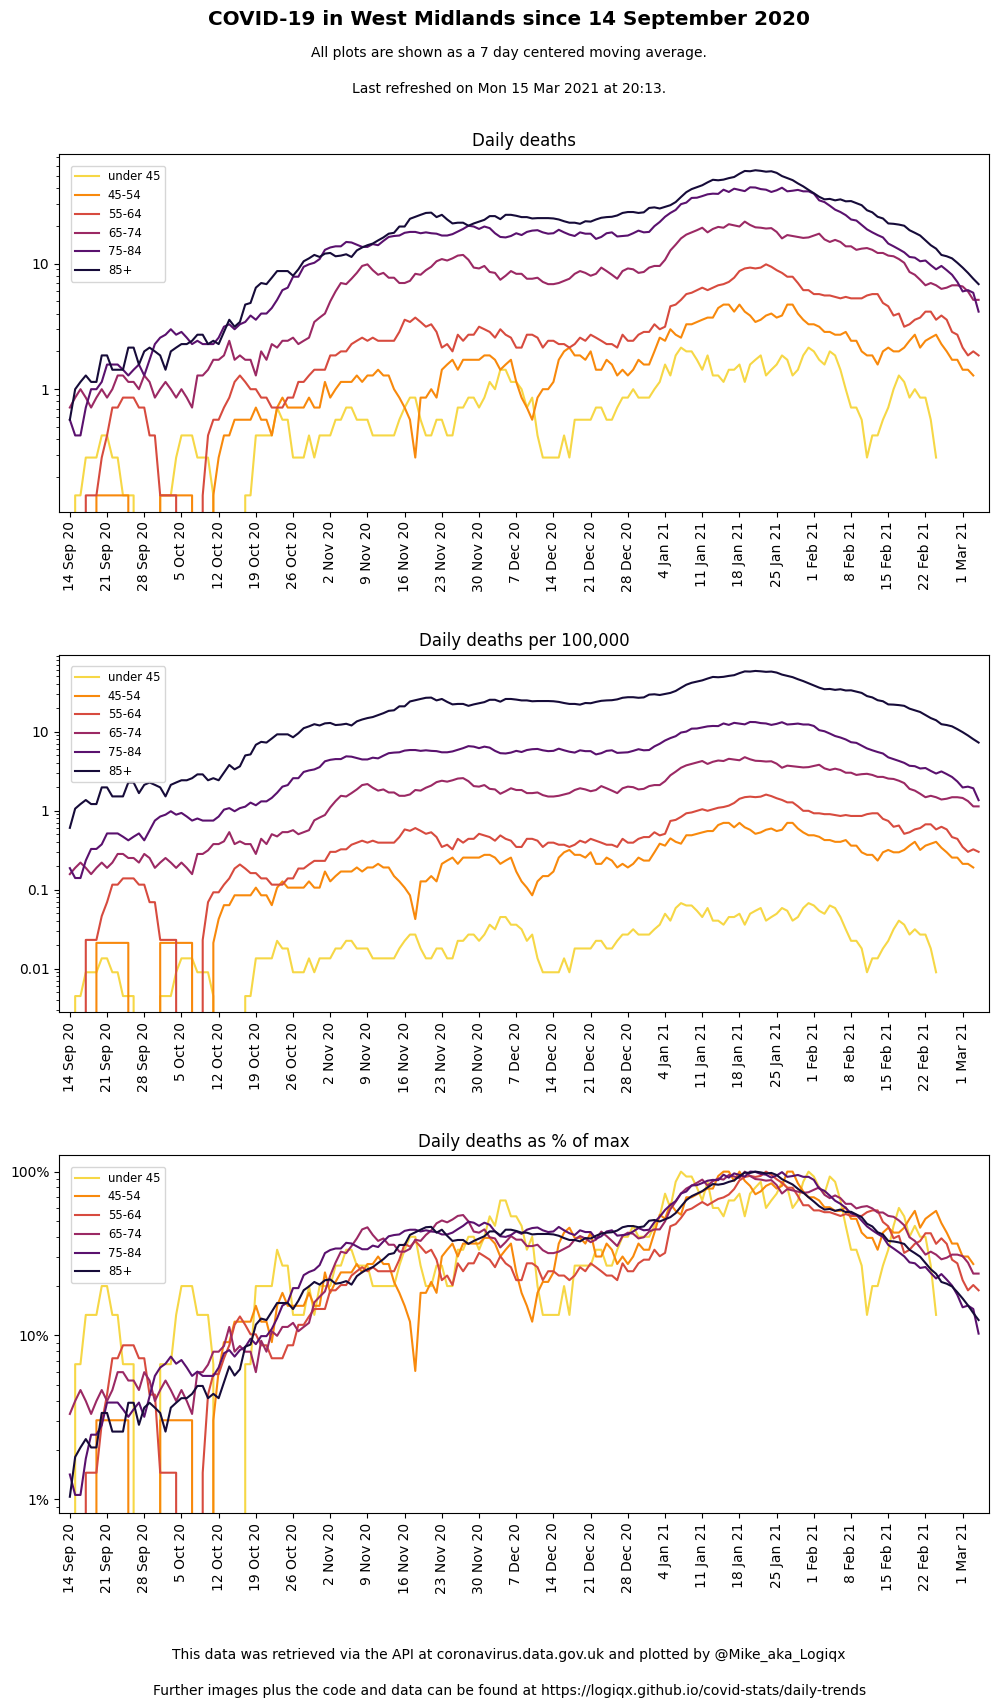 COVID-19 in West Midlands since 14 September 2020
All plots are shown as a 7 day centered moving average.
Last refreshed on Mon 15 Mar 2021 at 20:13.
Daily deaths
under 45
45-54
55-64
65-74
75-84
85+
10
1
14 Sep 20
21 Sep 20
28 Sep 20
5 Oct 20
12 Oct 20
19 Oct 20
26 Oct 20
2 Nov 20
9 Nov 20
16 Nov 20
23 Nov 20
30 Nov 20
7 Dec 20
14 Dec 20
21 Dec 20
28 Dec 20
4 Jan 21
11 Jan 21
18 Jan 21
25 Jan 21
1 Feb 21
8 Feb 21
15 Feb 21
22 Feb 21
1 Mar 21
Daily deaths per 100,000
under 45
45-54
55-64
65-74
75-84
85+
10
1
0.1
0.01
14 Sep 20
21 Sep 20
28 Sep 20
5 Oct 20
12 Oct 20
19 Oct 20
26 Oct 20
2 Nov 20
9 Nov 20
16 Nov 20
23 Nov 20
30 Nov 20
7 Dec 20
14 Dec 20
21 Dec 20
28 Dec 20
4 Jan 21
11 Jan 21
18 Jan 21
25 Jan 21
1 Feb 21
8 Feb 21
15 Feb 21
22 Feb 21
1 Mar 21
Daily deaths as % of max
under 45
45-54
55-64
65-74
75-84
85+
100%
10%
1%
14 Sep 20
21 Sep 20
28 Sep 20
5 Oct 20
12 Oct 20
19 Oct 20
26 Oct 20
2 Nov 20
9 Nov 20
16 Nov 20
23 Nov 20
30 Nov 20
7 Dec 20
14 Dec 20
21 Dec 20
28 Dec 20
4 Jan 21
11 Jan 21
18 Jan 21
25 Jan 21
1 Feb 21
8 Feb 21
15 Feb 21
22 Feb 21
1 Mar 21
This data was retrieved via the API at coronavirus.data.gov.uk and plotted by @Mike_aka_Logiqx
Further images plus the code and data can be found at https://logiqx.github.io/covid-stats/daily-trends